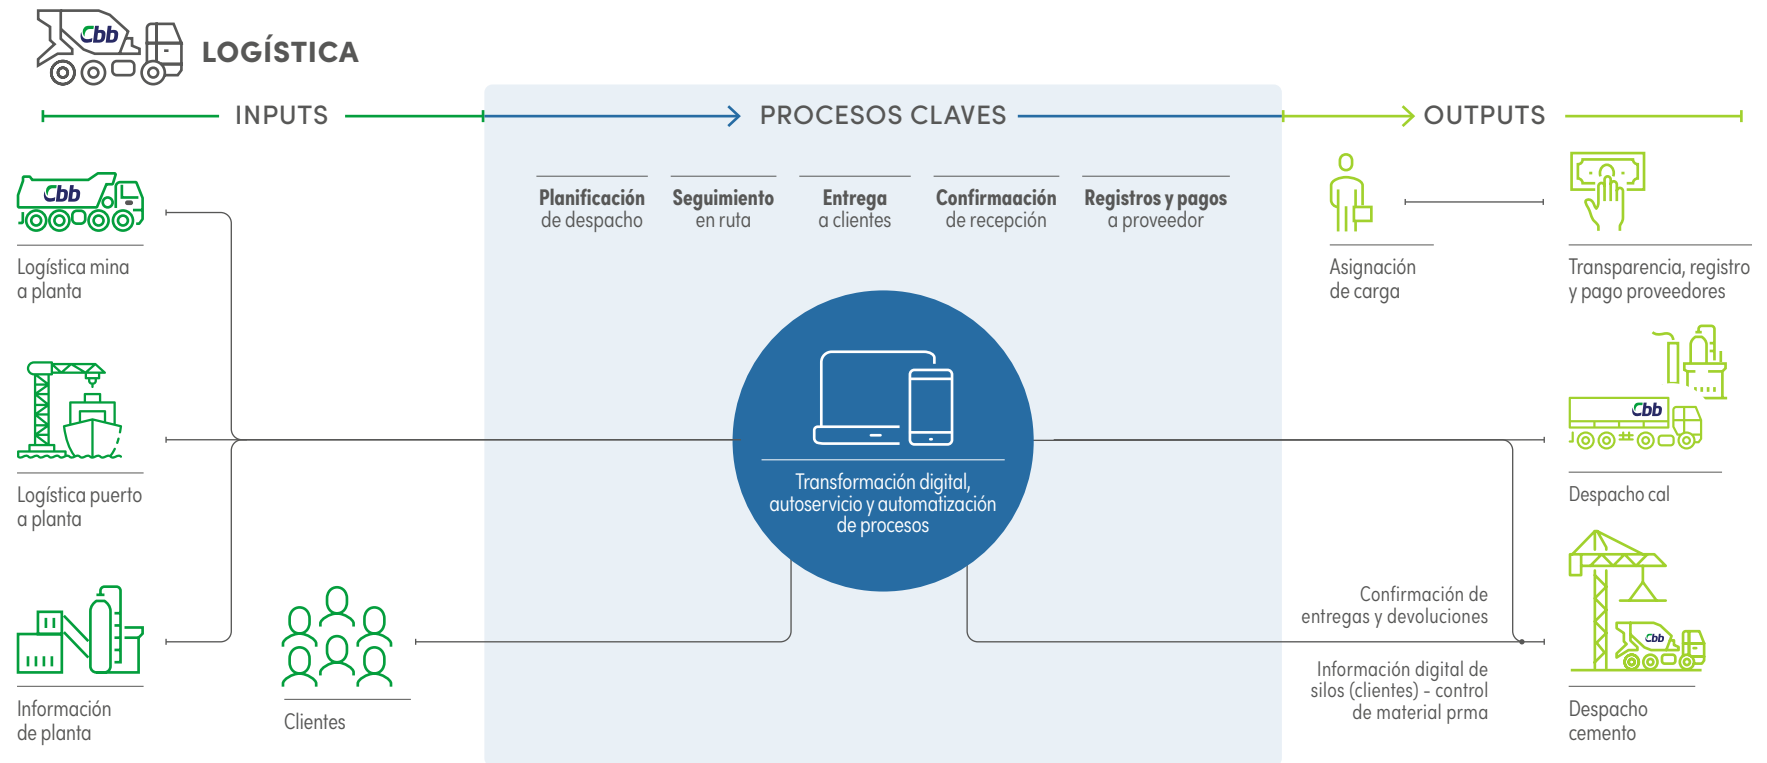 Cbb
LOGÍSTICA
INPUTS
PROCESOS CLAVES
OUTPUTS
Cbb
Logística mina
a planta
Logística puerto
a planta
Información
de planta
Clientes
Planificación
de despacho
Seguimiento
en ruta
Entrega
a clientes
Confirmaación
de recepción
Registros y pagos
a proveedor
Transformación digital,
autoservicio y automatización
de procesos
Asignación
de carga
Transparencia, registro
y pago proveedores
Cbb
Despacho cal
Confirmación de
entregas y devoluciones
Información digital de
silos (clientes) - control
de material prma
Cbb
Despacho
cemento